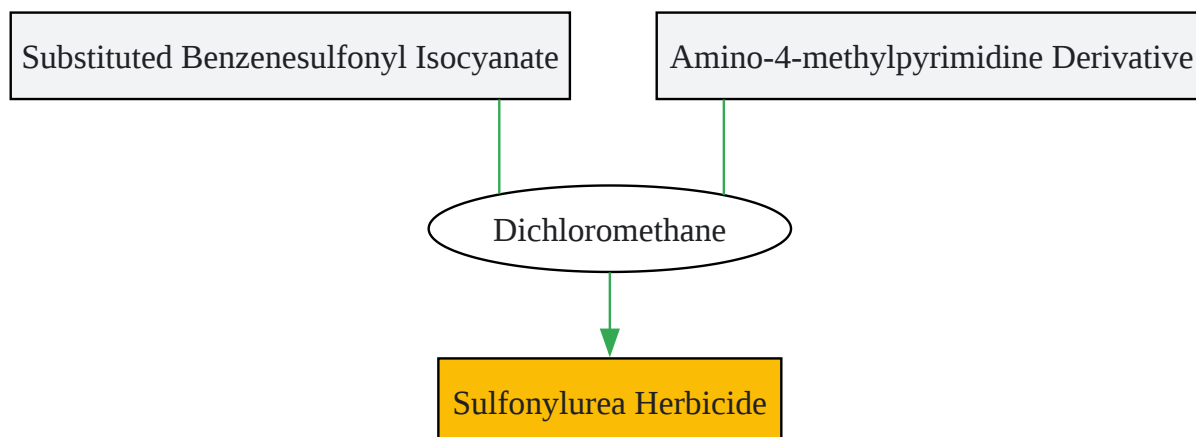 Substituted Benzenesulfonyl Isocyanate
Amino-4-methylpyrimidine Derivative
Dichloromethane
Sulfonylurea Herbicide